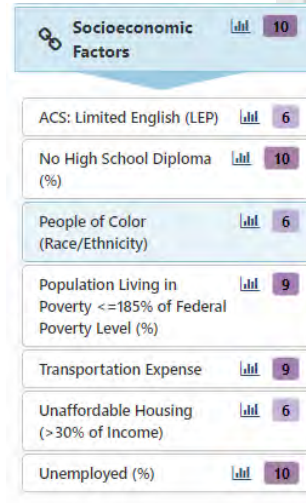 Socioeconomic 10
Factors
ACS: Limited English (LEP) 6
No High School Diploma 10
(%)
People of Color 6
(Race/Ethnicity)
Population Living in 9
Poverty <=185% of Federal
Poverty Level (%)
Transportation Expense 9
Unaffordable Housing 6
(>30% of Income)
Unemployed (%) 10